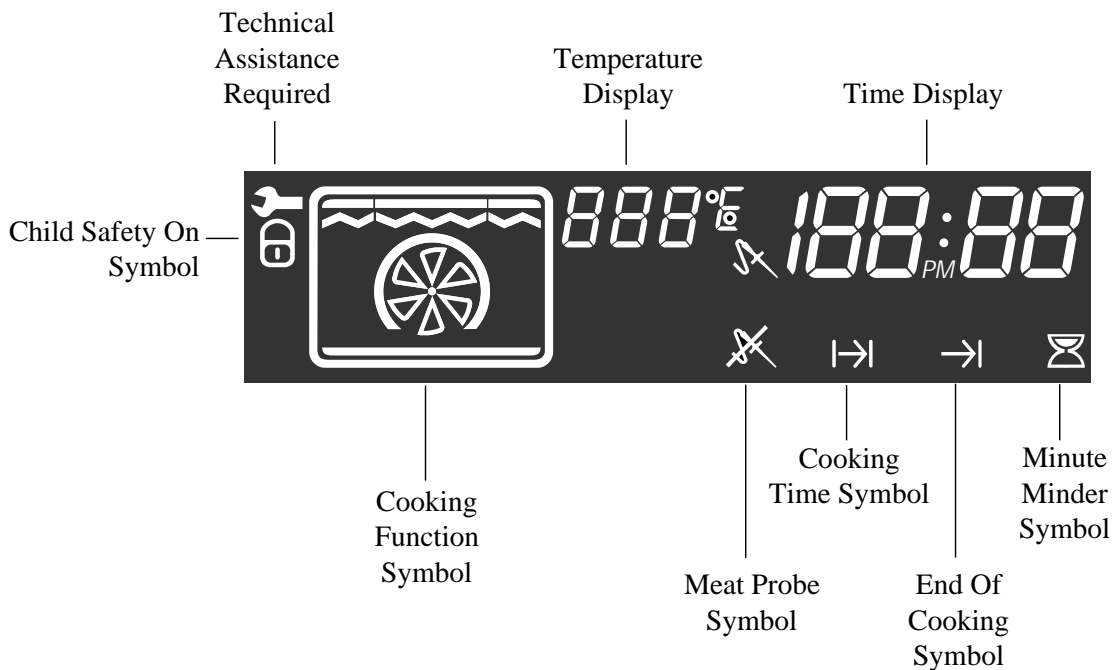 Technical
Assistance
Required
Temperature
Display
Time Display
Child Safety On
Symbol
888°E
188:88
PM
Cooking
Function
Symbol
Meat Probe
Symbol
Cooking
Time Symbol
End Of
Cooking
Symbol
Minute
Minder
Symbol